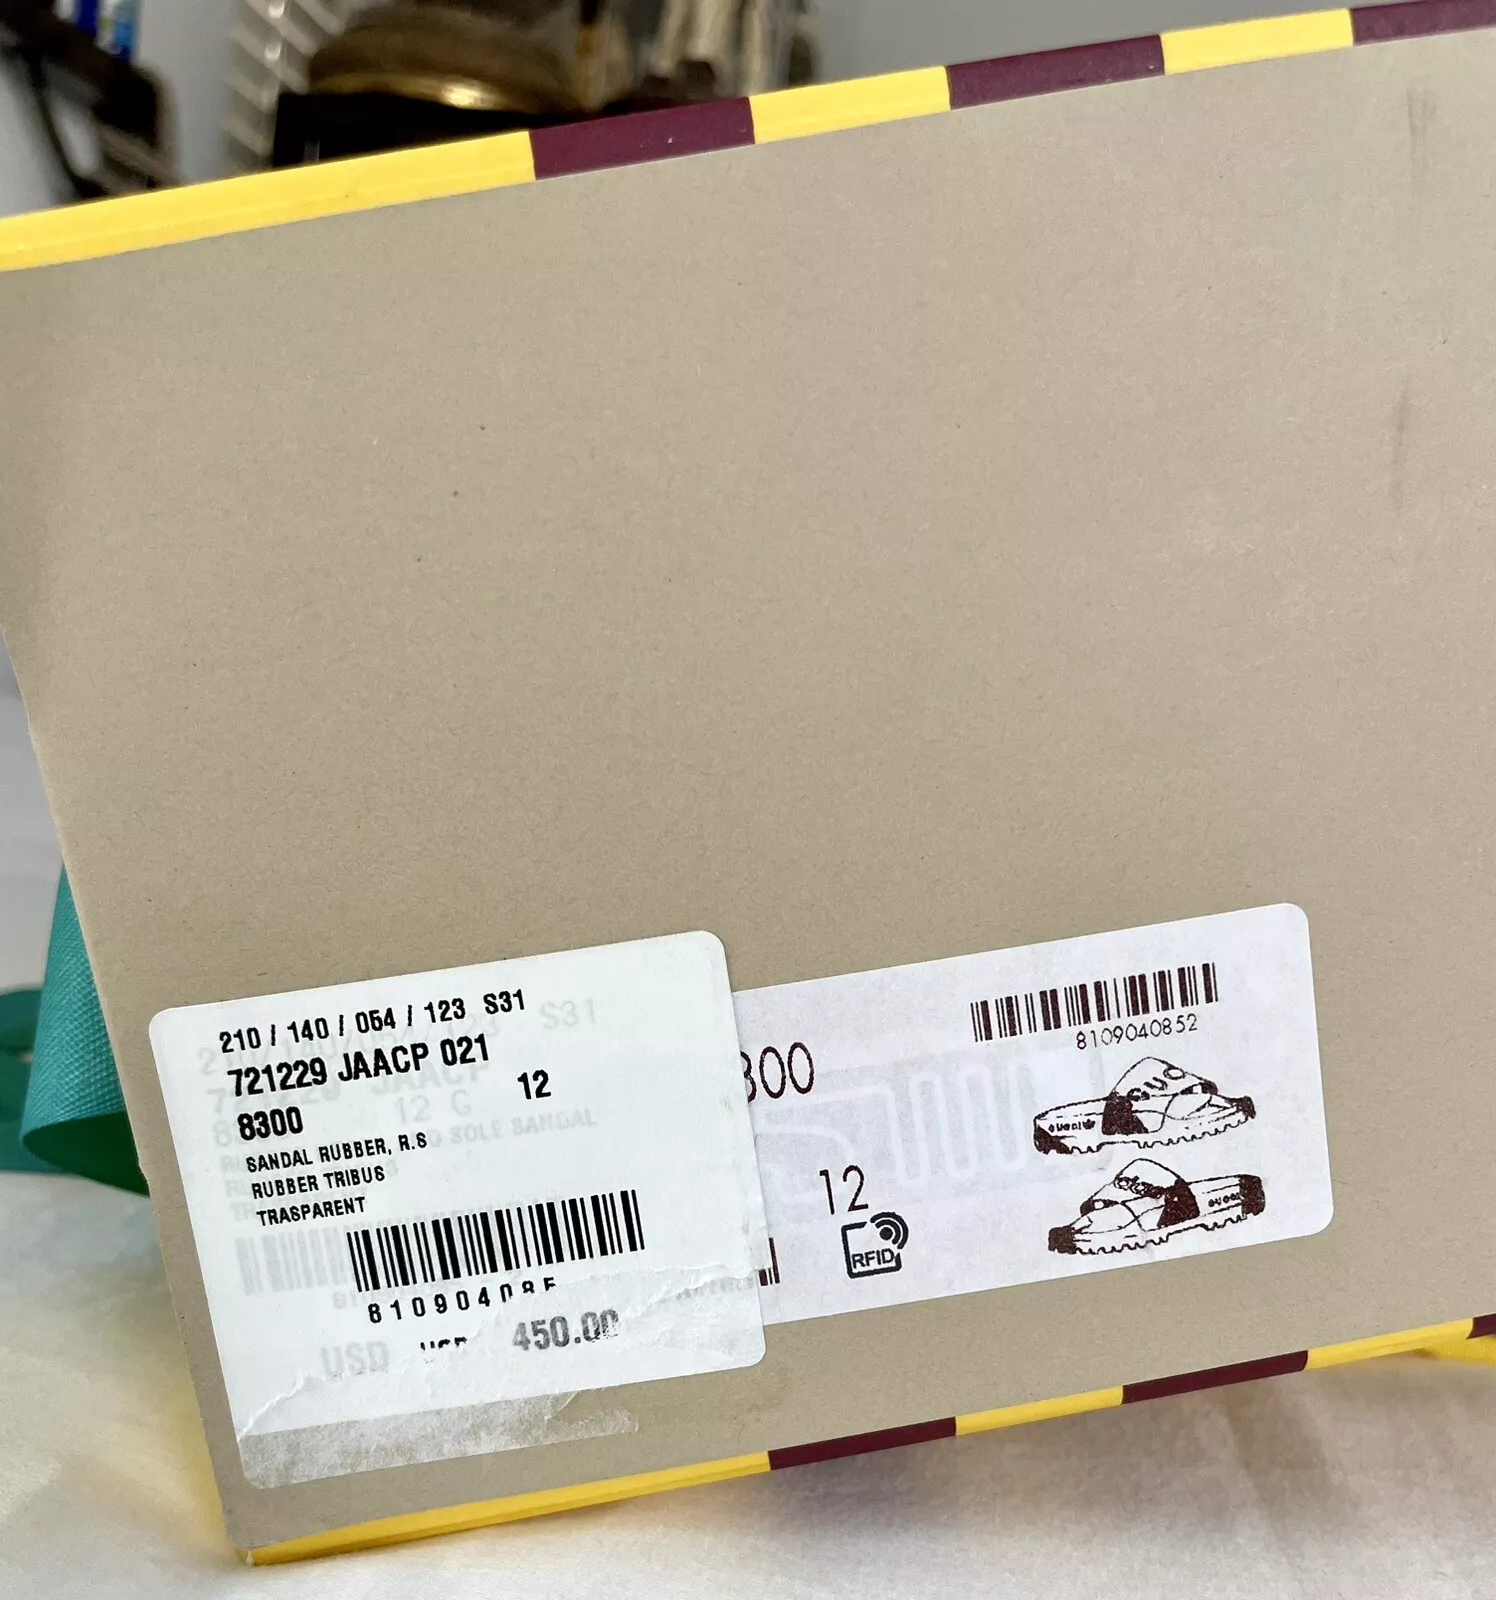 210 / 140 / 054 / 123 S31
721229 JAACP 021
12
8300
SANDAL RUBBER, R.S
RUBBER TRIBUS
TRASPARENT
USD
450.00
8109040852
300
12
RFID
GUCCI